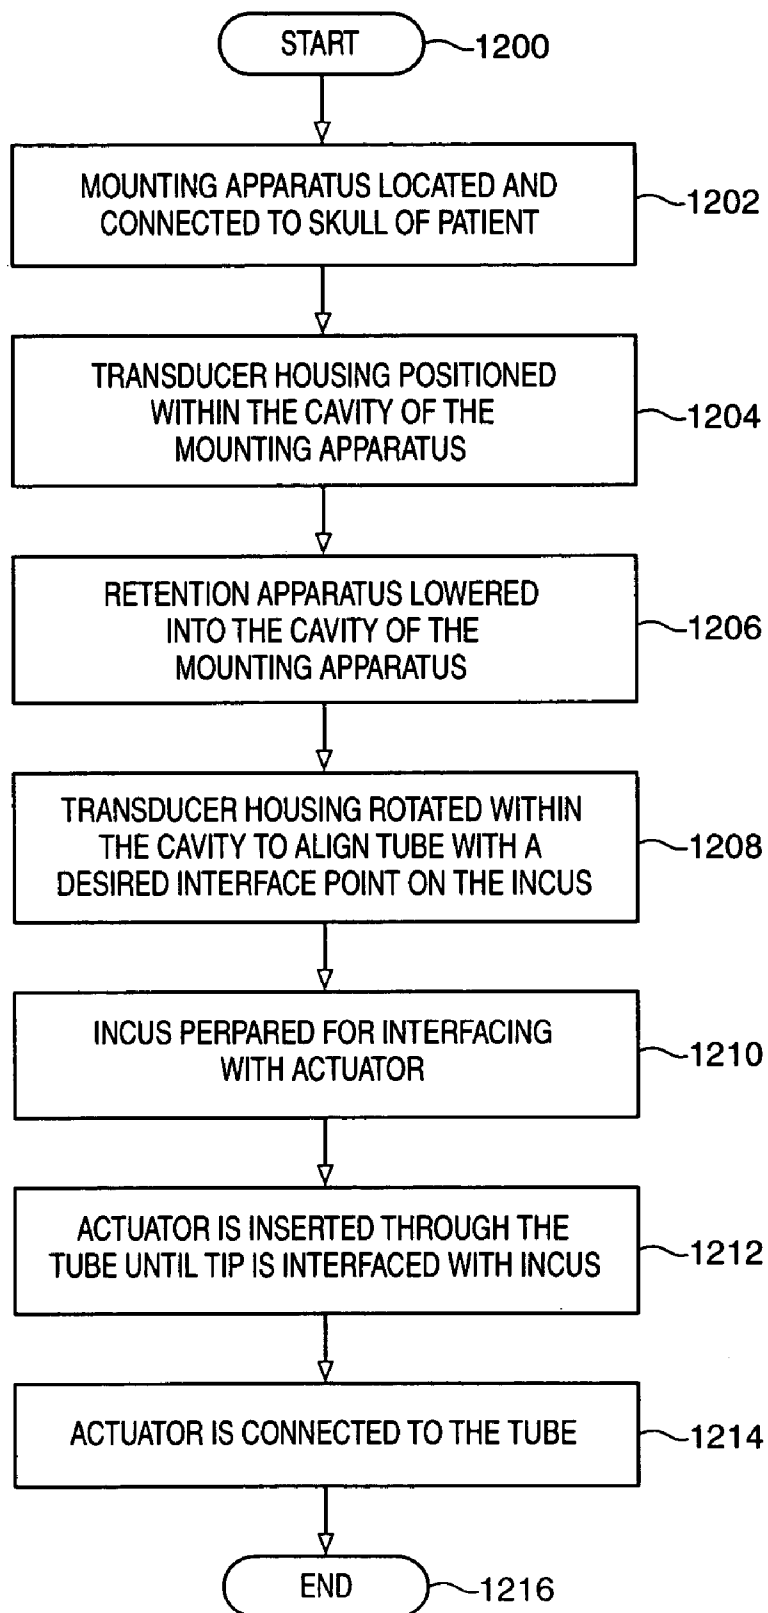 START
1200
MOUNTING APPARATUS LOCATED AND
CONNECTED TO SKULL OF PATIENT
1202
TRANSDUCER HOUSING POSITIONED
WITHIN THE CAVITY OF THE
MOUNTING APPARATUS
1204
RETENTION APPARATUS LOWERED
INTO THE CAVITY OF THE
MOUNTING APPARATUS
1206
TRANSDUCER HOUSING ROTATED WITHIN
THE CAVITY TO ALIGN TUBE WITH A
DESIRED INTERFACE POINT ON THE INCUS
1208
INCUS PERPARED FOR INTERFACING
WITH ACTUATOR
1210
ACTUATOR IS INSERTED THROUGH THE
TUBE UNTIL TIP IS INTERFACED WITH INCUS
1212
ACTUATOR IS CONNECTED TO THE TUBE
1214
END
1216